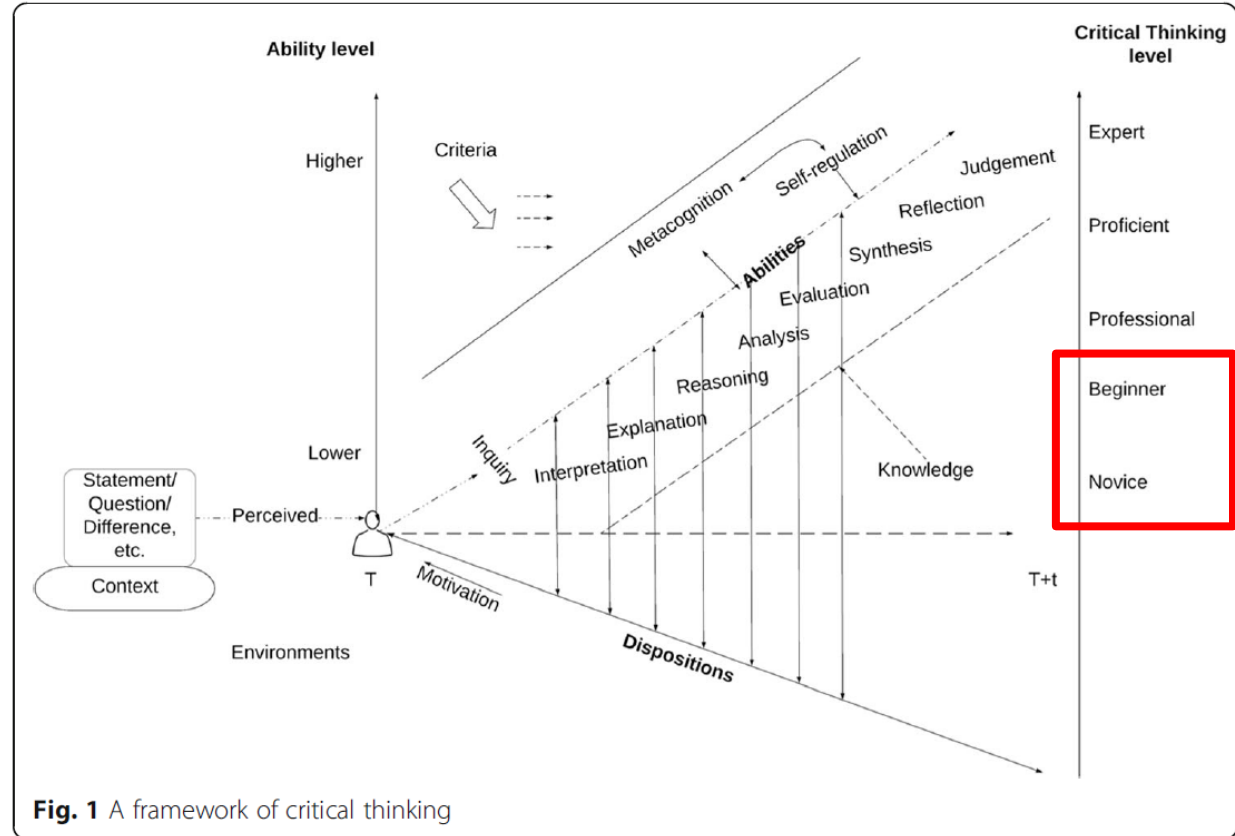 Ability level
Critical Thinking
level
Higher
Criteria
Expert
Judgement
Self-regulation
Metacognition
Reflection
Proficient
Abilities
Synthesis
Evaluation
Professional
Analysis
Reasoning
Beginner
Explanation
Inquiry
Lower
Interpretation
Knowledge
Novice
Statement/
Question/
Difference,
etc.
Perceived
Context
T
Motivation
T+t
Environments
Dispositions
Fig. 1 A framework of critical thinking